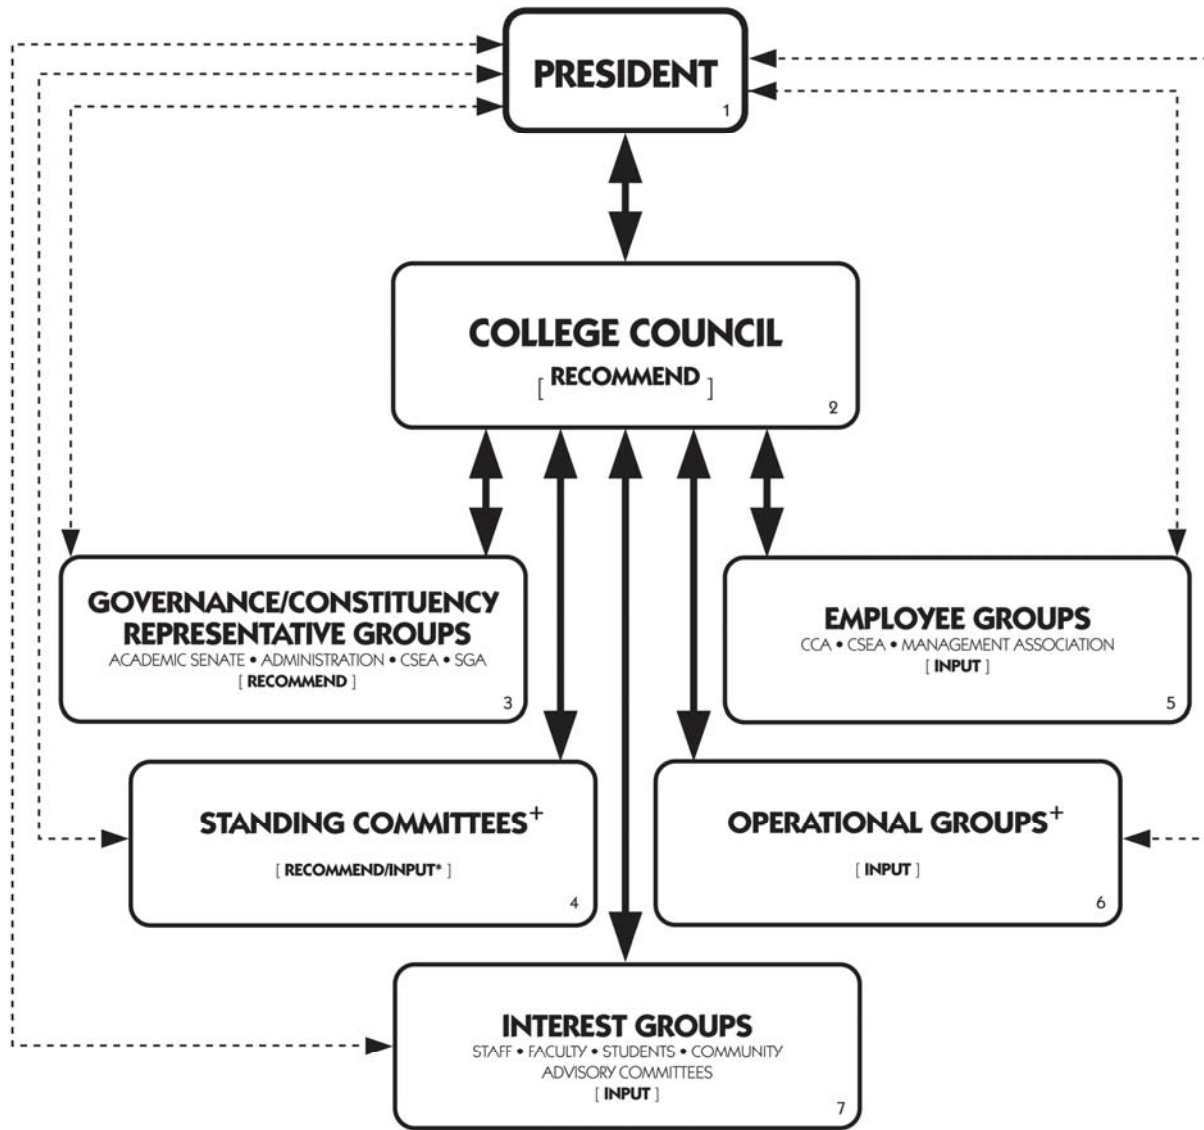 PRESIDENT
1
COLLEGE COUNCIL
[ RECOMMEND ]
2
GOVERNANCE/CONSTITUENCY
REPRESENTATIVE GROUPS
ACADEMIC SENATE • ADMINISTRATION • CSEA • SGA
[ RECOMMEND ]
3
EMPLOYEE GROUPS
CCA • CSEA • MANAGEMENT ASSOCIATION
[ INPUT ]
5
STANDING COMMITTEES+
[ RECOMMEND/INPUT* ]
4
OPERATIONAL GROUPS+
[ INPUT ]
6
INTEREST GROUPS
STAFF • FACULTY • STUDENTS • COMMUNITY
ADVISORY COMMITTEES
[ INPUT ]
7